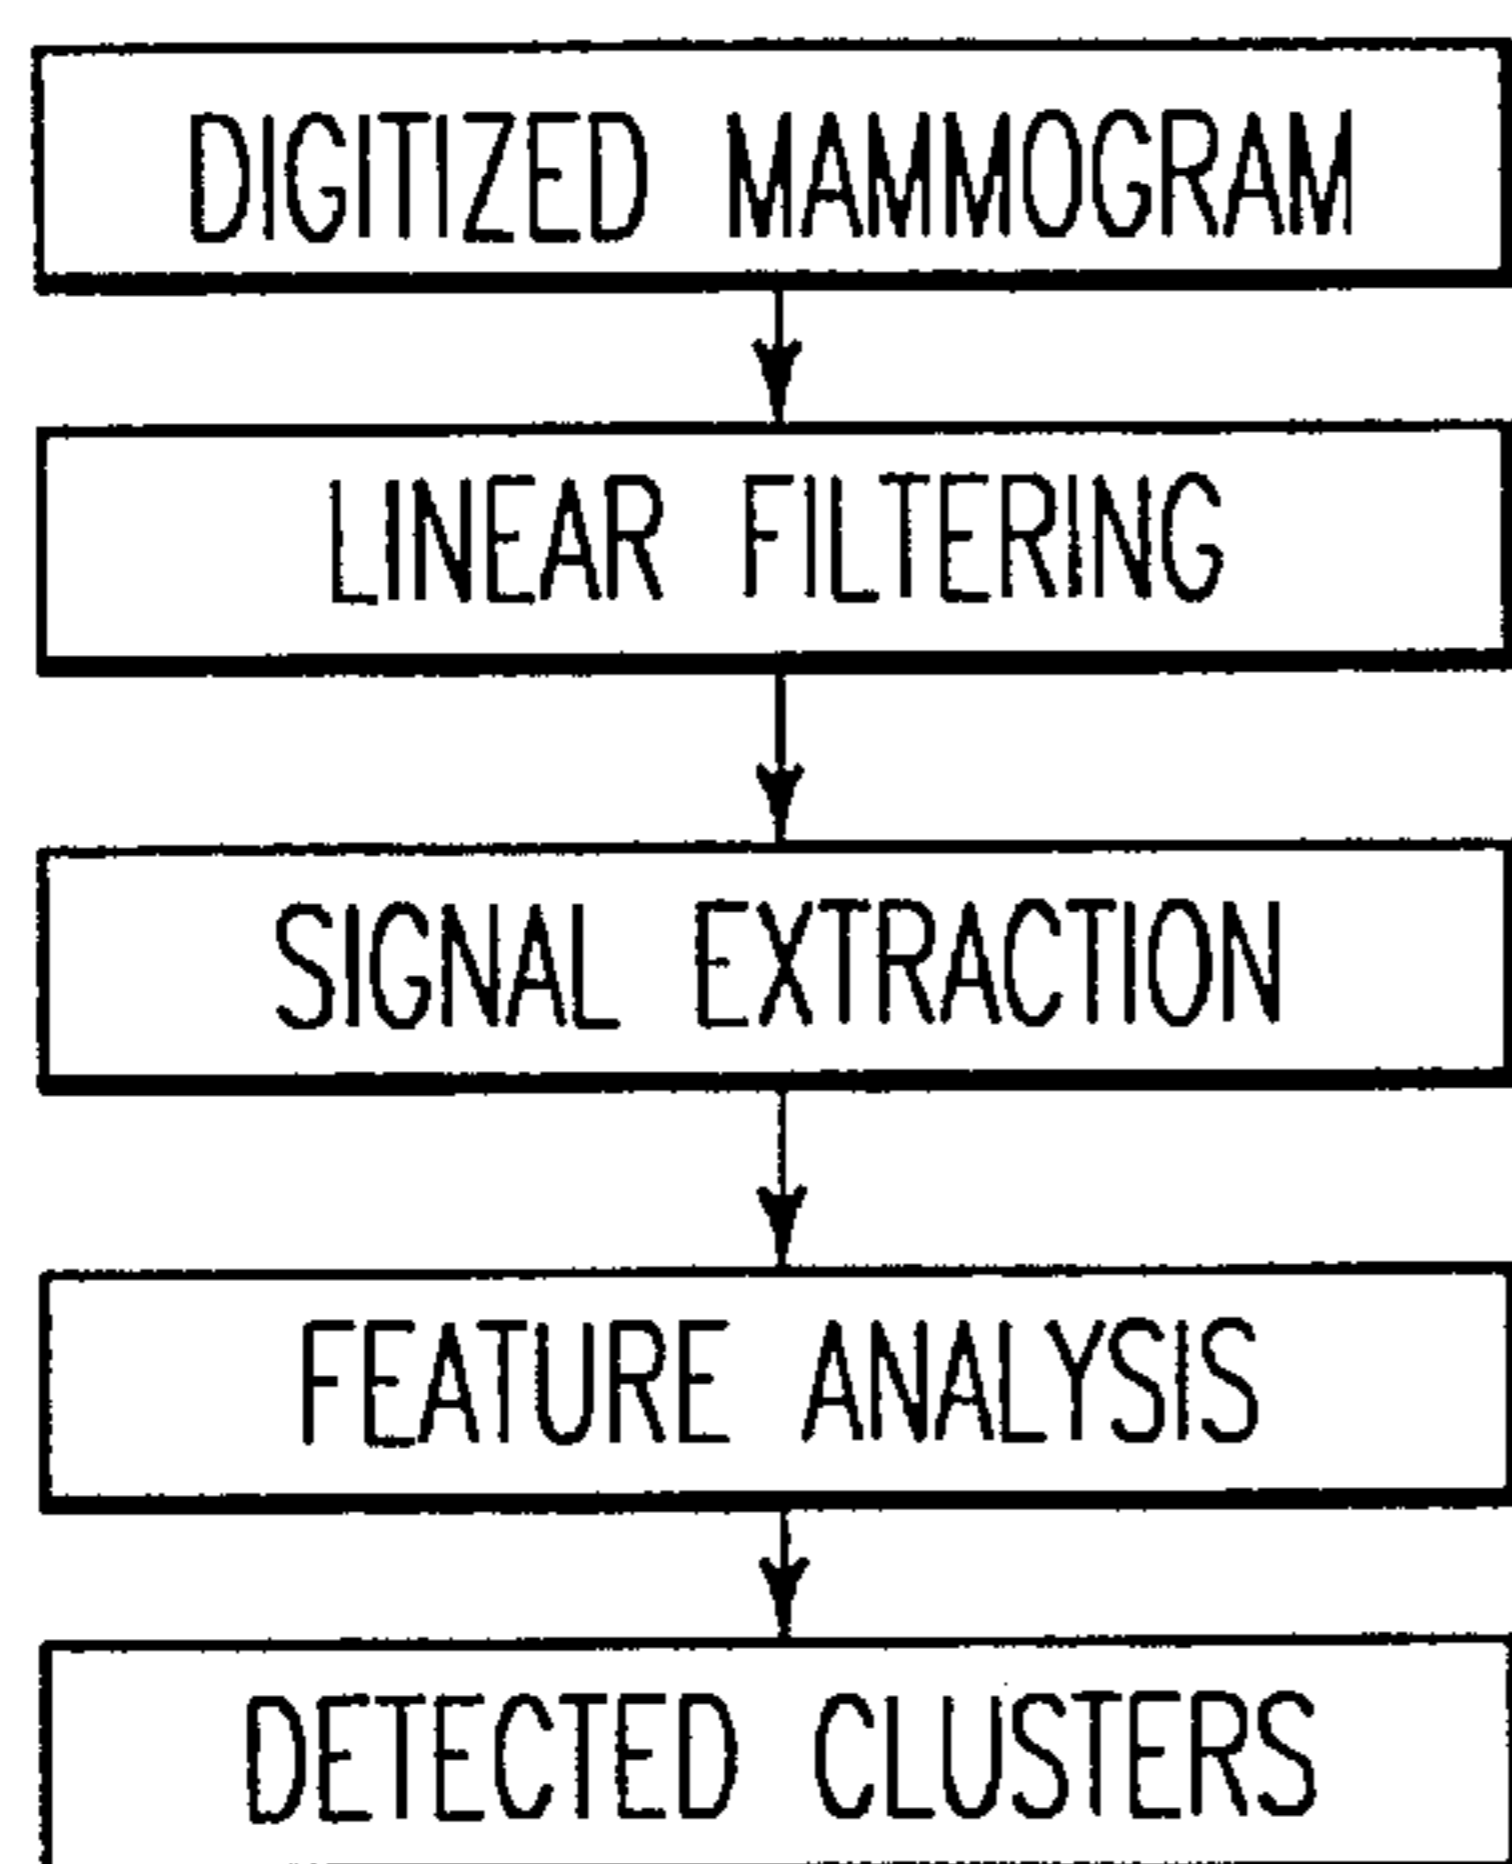 DIGITIZED MAMMOGRAM
LINEAR FILTERING
SIGNAL EXTRACTION
FEATURE ANALYSIS
DETECTED CLUSTERS